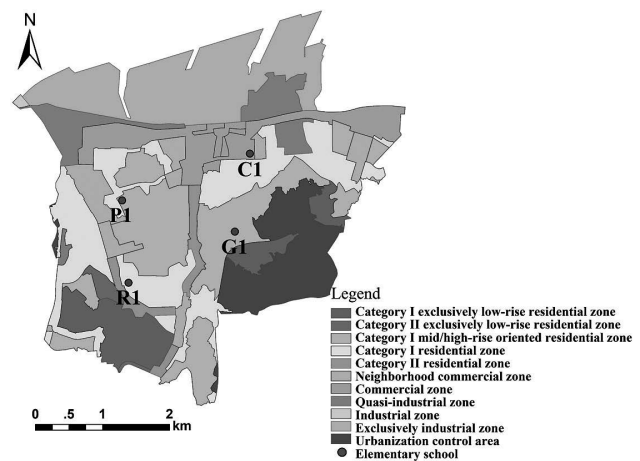 N
C1
P1
G1
R1
Legend
Category I exclusively low-rise residential zone
Category II exclusively low-rise residential zone
Category I mid/high-rise oriented residential zone
Category I residential zone
Category II residential zone
Neighborhood commercial zone
Commercial zone
Quasi-industrial zone
Industrial zone
Exclusively industrial zone
Urbanization control area
Elementary school
0 .5 1 2
km